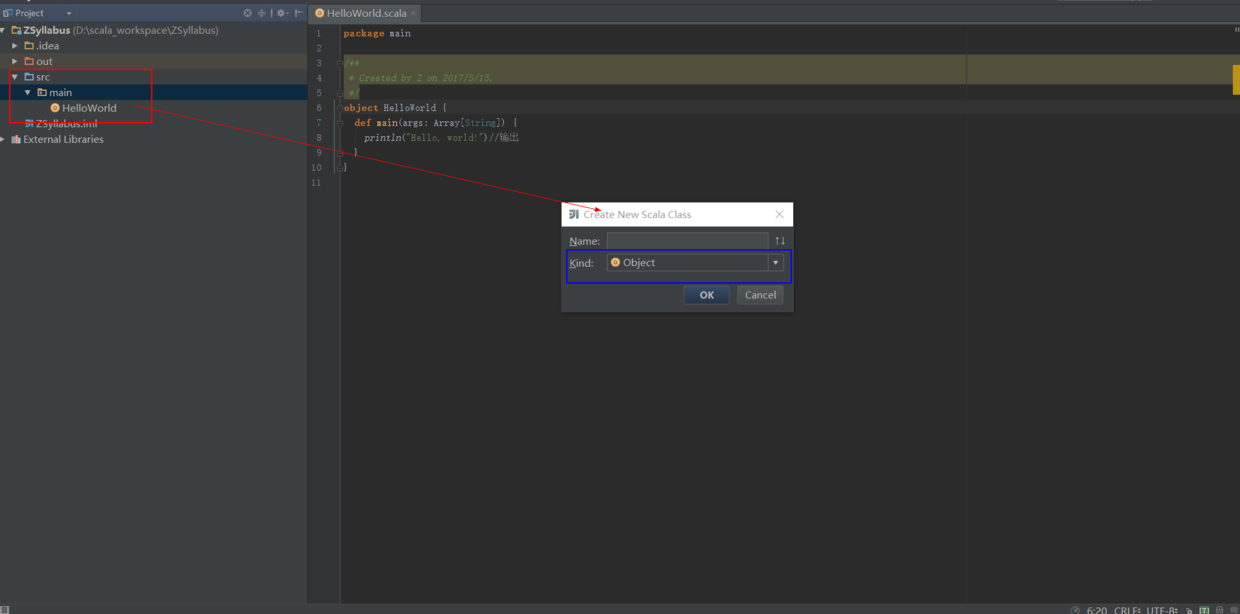 Project
ZSyllabus (D:\scala_workspace\ZSyllabus)
.idea
out
src
main
HelloWorld
ZSyllabus.iml
External Libraries
HelloWorld.scala ×
1 package main
2
3 /**
4 * Created by Z on 2017/5/15.
5 */
6 object HelloWorld {
7 def main(args: Array[String]) {
8 println("Hello, world!")//输出
9 }
10 }
11
Create New Scala Class
Name:
Kind: Object
OK Cancel
6:20 CRLF UTF-8